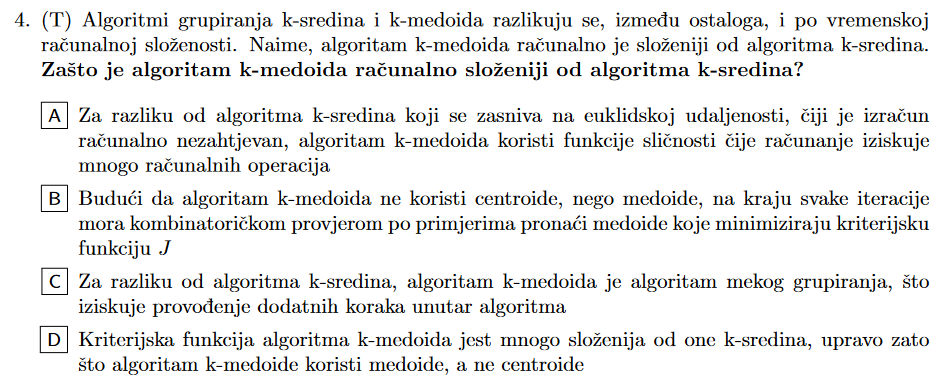 4. (T) Algoritmi grupiranja k-sredina i k-medoida razlikuju se, između ostaloga, i po vremenskoj
računalnoj složenosti. Naime, algoritam k-medoida računalno je složeniji od algoritma k-sredina.
Zašto je algoritam k-medoida računalno složeniji od algoritma k-sredina?
A Za razliku od algoritma k-sredina koji se zasniva na euklidskoj udaljenosti, čiji je izračun
računalno nezahtjevan, algoritam k-medoida koristi funkcije sličnosti čije računanje iziskuje
mnogo računalnih operacija
B Budući da algoritam k-medoida ne koristi centroide, nego medoide, na kraju svake iteracije
mora kombinatoričkom provjerom po primjerima pronaći medoide koje minimiziraju kriterijsku
funkciju J
C Za razliku od algoritma k-sredina, algoritam k-medoida je algoritam mekog grupiranja, što
iziskuje provođenje dodatnih koraka unutar algoritma
D Kriterijska funkcija algoritma k-medoida jest mnogo složenija od one k-sredina, upravo zato
što algoritam k-medoide koristi medoide, a ne centroide